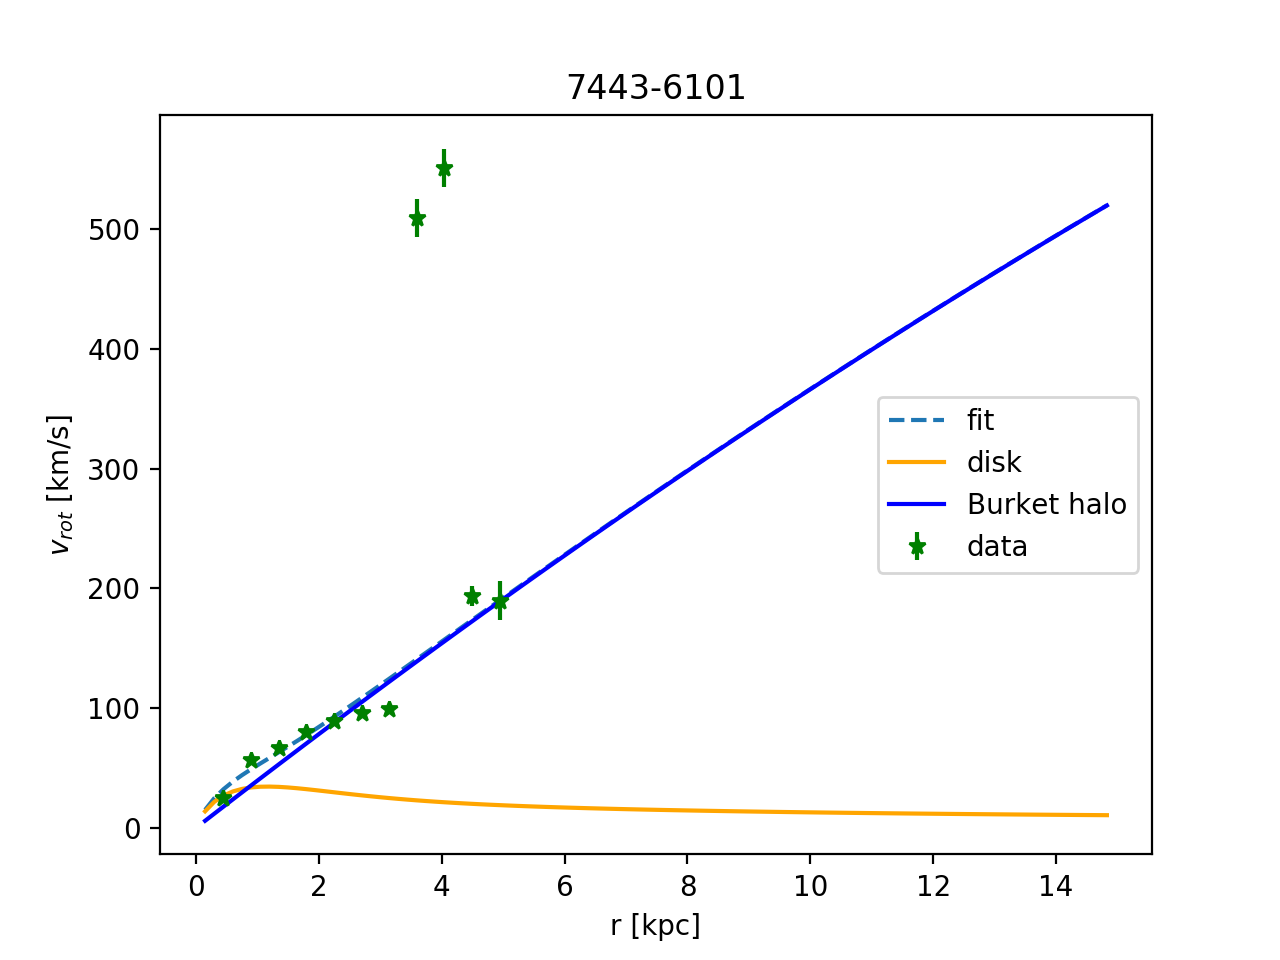 7443-6101
500
400
300
200
100
0
v_rot [km/s]
fit
disk
Burket halo
data
0 2 4 6 8 10 12 14
r [kpc]